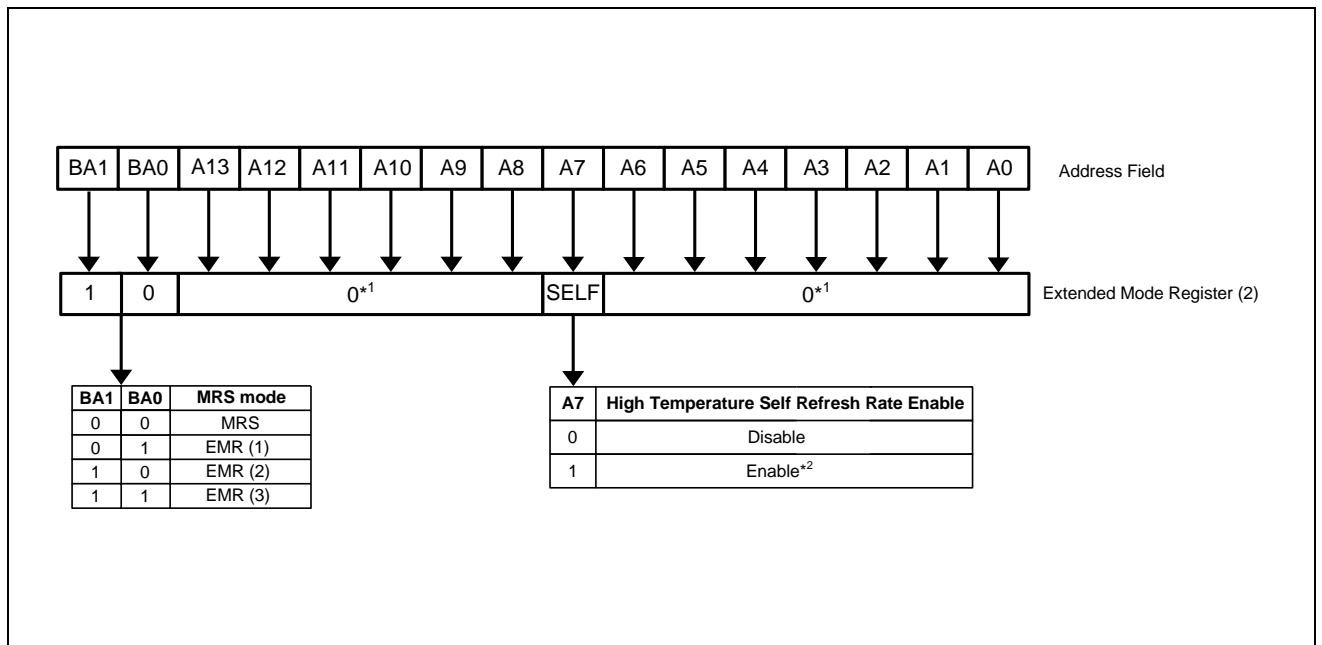 BA1 BA0 A13 A12 A11 A10 A9 A8 A7 A6 A5 A4 A3 A2 A1 A0 Address Field
1 0 0*1 SELF 0*1 Extended Mode Register (2)
BA1 BA0 MRS mode
0 0 MRS
0 1 EMR (1)
1 0 EMR (2)
1 1 EMR (3)
A7 High Temperature Self Refresh Rate Enable
0 Disable
1 Enable*2